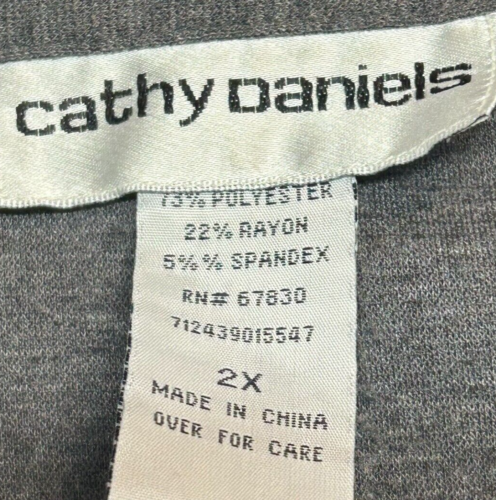 cathy Daniels
73% POLYESTER
22% RAYON
5% % SPANDEX
RN# 67830
712439015547
2X
MADE IN CHINA
OVER FOR CARE